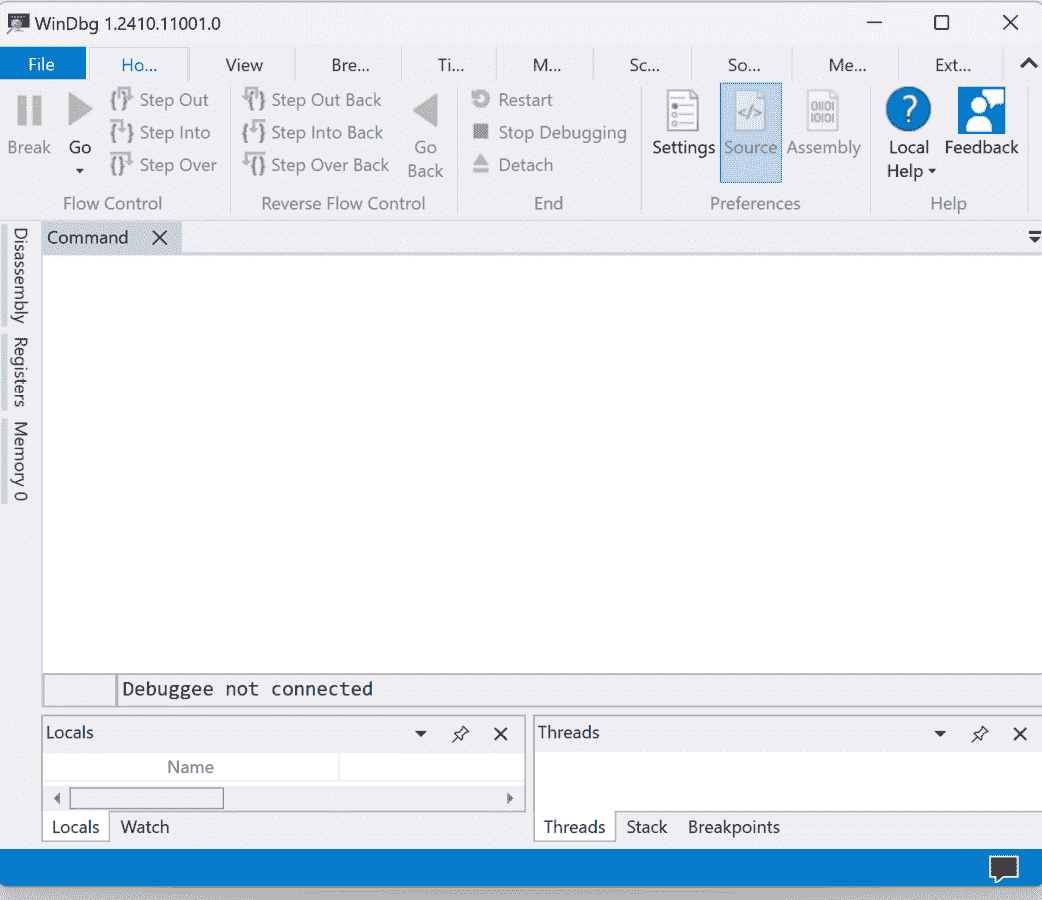 WinDbg 1.2410.11001.0
File Ho... View Bre... Ti... M... Sc... So... Me... Ext...
Break
Go
Step Out
Step Into
Step Over
Flow Control
Step Out Back
Step Into Back
Step Over Back
Go
Back
Reverse Flow Control
Restart
Stop Debugging
Detach
End
Settings
Source
Assembly
Preferences
Local
Help
Feedback
Help
Disassembly
Registers
Memory 0
Command
Debuggee not connected
Locals
Name
Locals Watch
Threads
Threads Stack Breakpoints